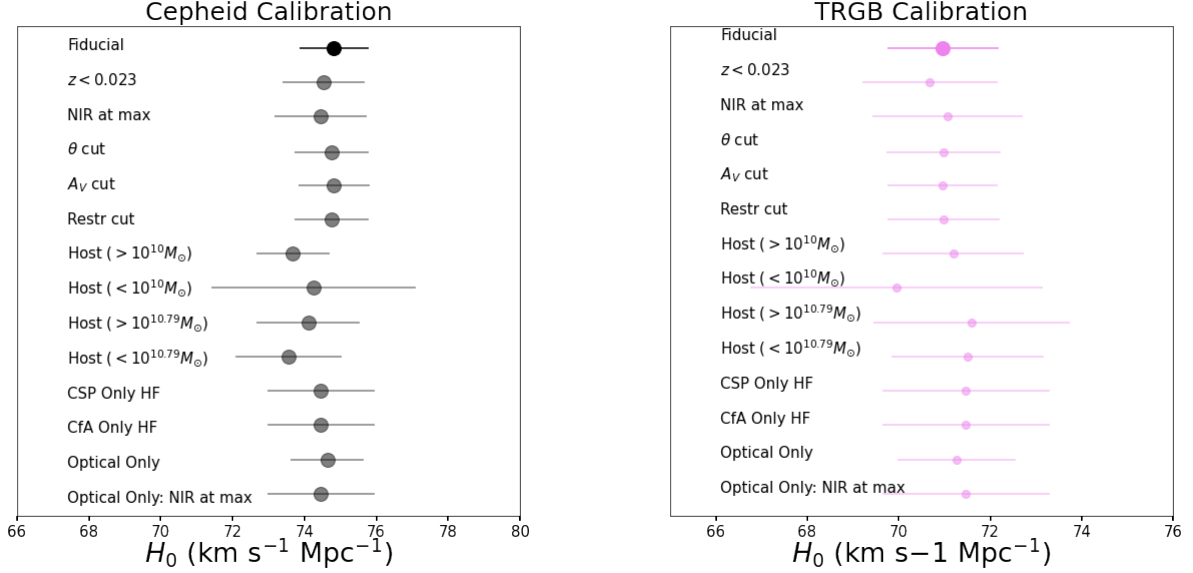 Cepheid Calibration
Fiducial
z < 0.023
NIR at max
θ cut
A_V cut
Restr cut
Host ( > 10^10 M_⊙)
Host ( < 10^10 M_⊙)
Host ( > 10^10.79 M_⊙)
Host ( < 10^10.79 M_⊙)
CSP Only HF
CfA Only HF
Optical Only
Optical Only: NIR at max
66 68 70 72 74 76 78 80
H_0 (km s^−1 Mpc^−1)
TRGB Calibration
Fiducial
z < 0.023
NIR at max
θ cut
A_V cut
Restr cut
Host ( > 10^10 M_⊙)
Host ( < 10^10 M_⊙)
Host ( > 10^10.79 M_⊙)
Host ( < 10^10.79 M_⊙)
CSP Only HF
CfA Only HF
Optical Only
Optical Only: NIR at max
66 68 70 72 74 76
H_0 (km s−1 Mpc^−1)